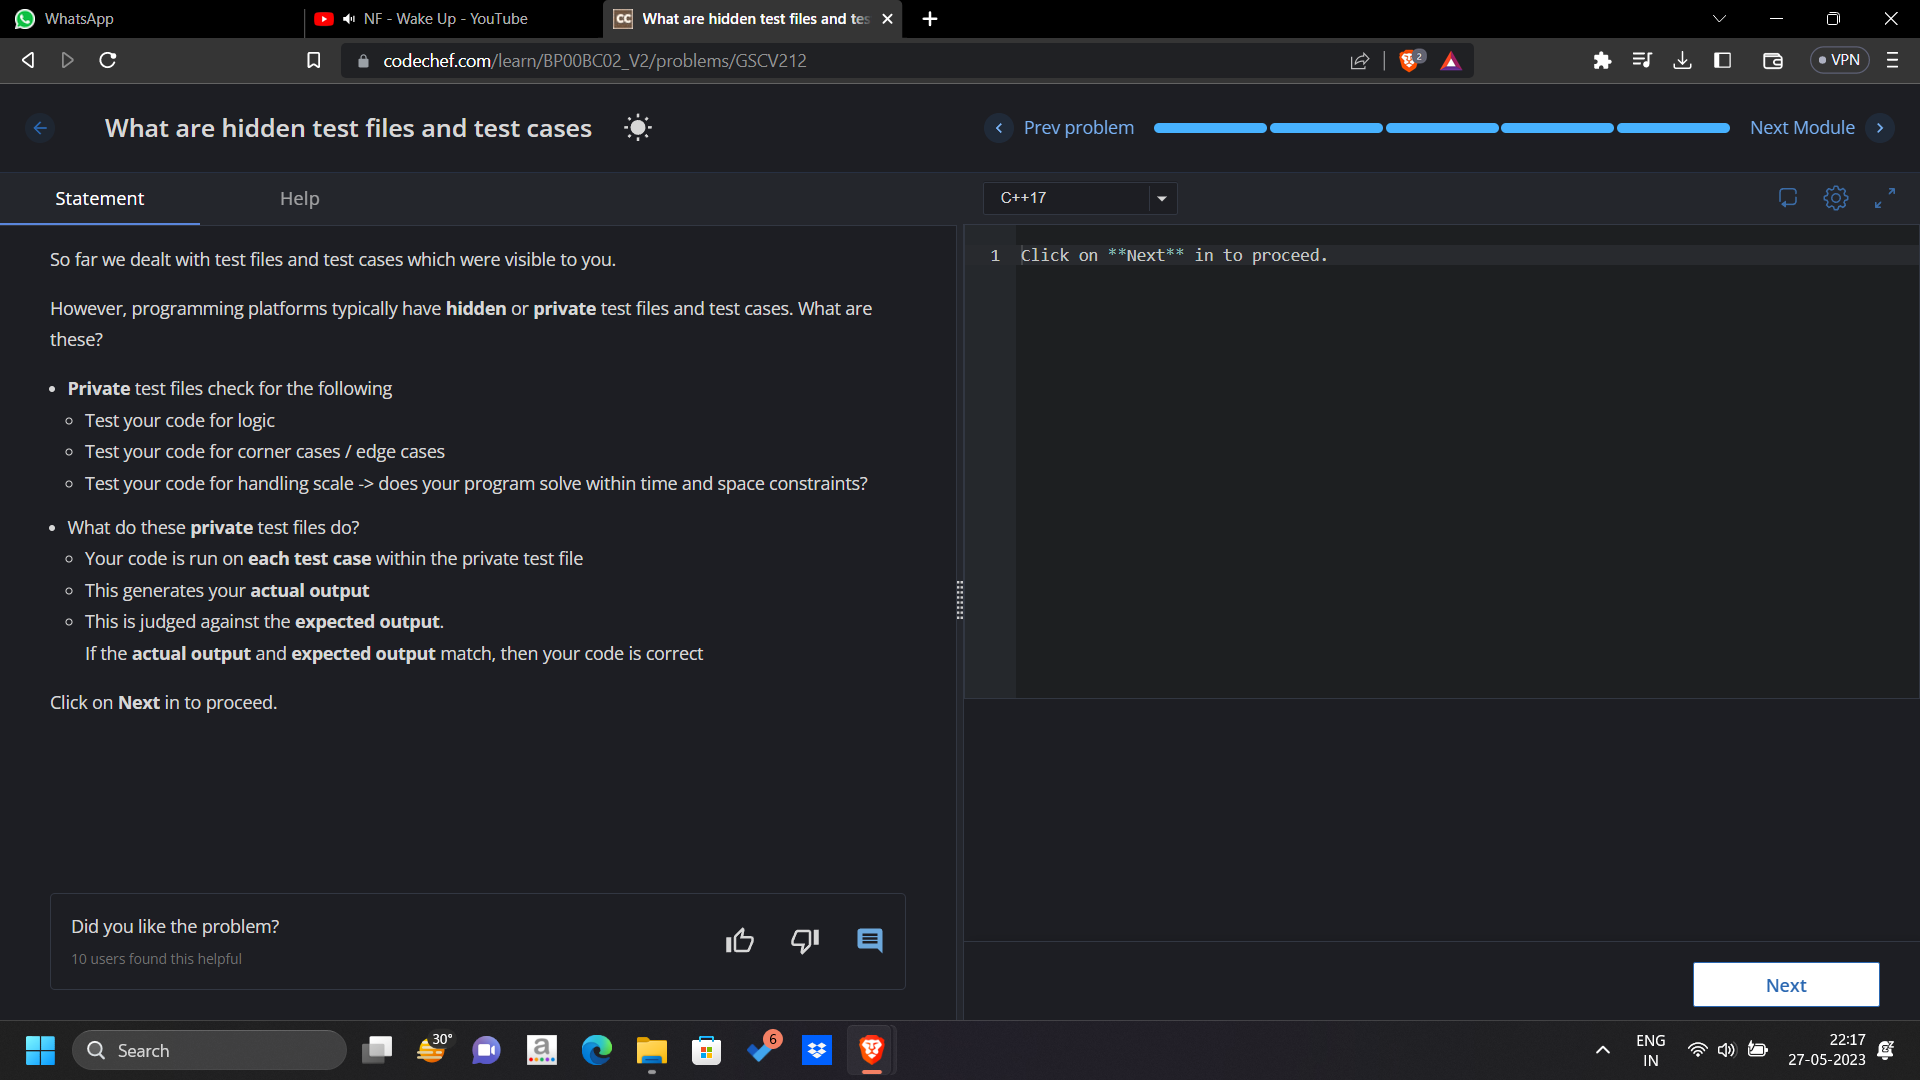 WhatsApp
NF - Wake Up - YouTube
CC What are hidden test files and tes
codechef.com/learn/BP00BC02_V2/problems/GSCV212
2
VPN
What are hidden test files and test cases
Prev problem
Next Module
Statement
Help
C++17
So far we dealt with test files and test cases which were visible to you.
However, programming platforms typically have hidden or private test files and test cases. What are
these?
Private test files check for the following
Test your code for logic
Test your code for corner cases / edge cases
Test your code for handling scale -> does your program solve within time and space constraints?
What do these private test files do?
Your code is run on each test case within the private test file
This generates your actual output
This is judged against the expected output.
If the actual output and expected output match, then your code is correct
Click on Next in to proceed.
1 Click on **Next** in to proceed.
Did you like the problem?
10 users found this helpful
Next
Search
30°
a
6
ENG
IN
22:17
27-05-2023